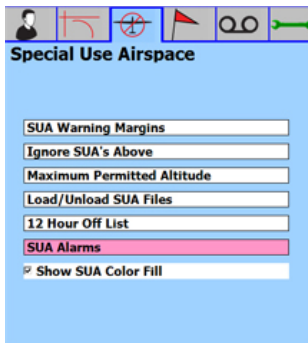 Special Use Airspace
SUA Warning Margins
Ignore SUA's Above
Maximum Permitted Altitude
Load/Unload SUA Files
12 Hour Off List
SUA Alarms
Show SUA Color Fill